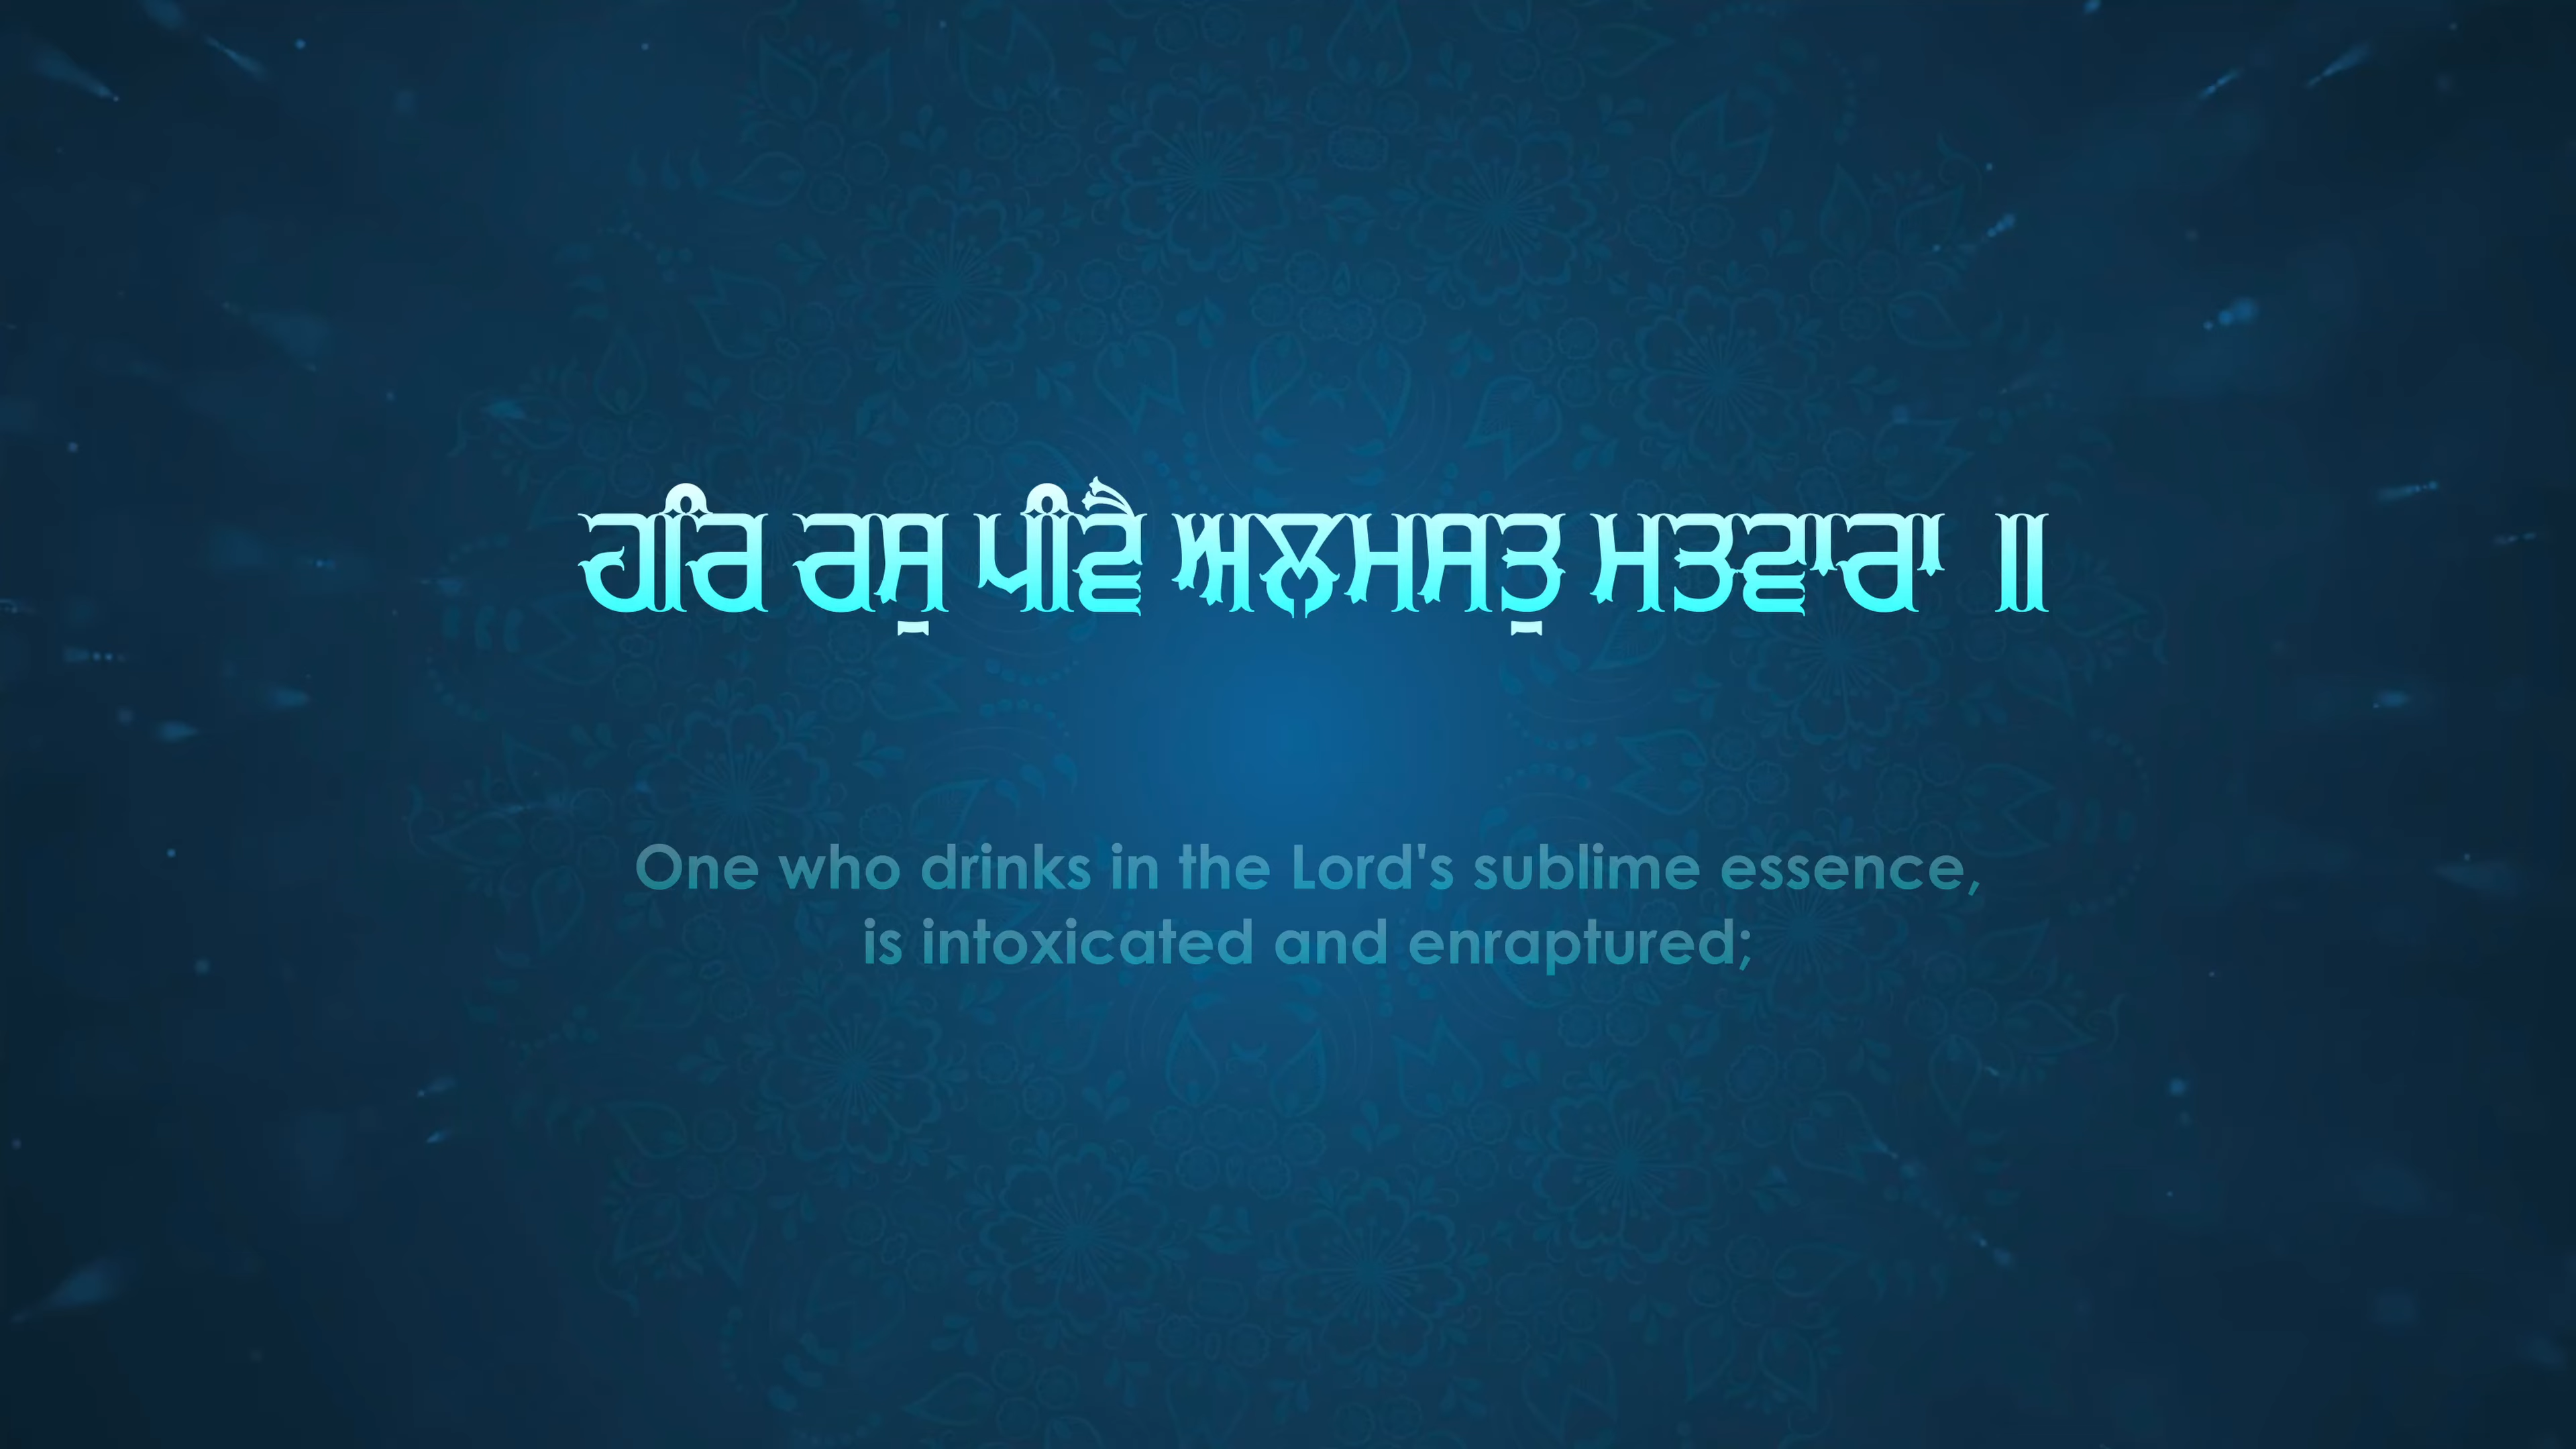 ਹਰਿ ਰਸੁ ਪੀਵੈ ਅਲਮਸਤੁ ਮਤਵਾਰਾ ॥
One who drinks in the Lord's sublime essence,
is intoxicated and enraptured;